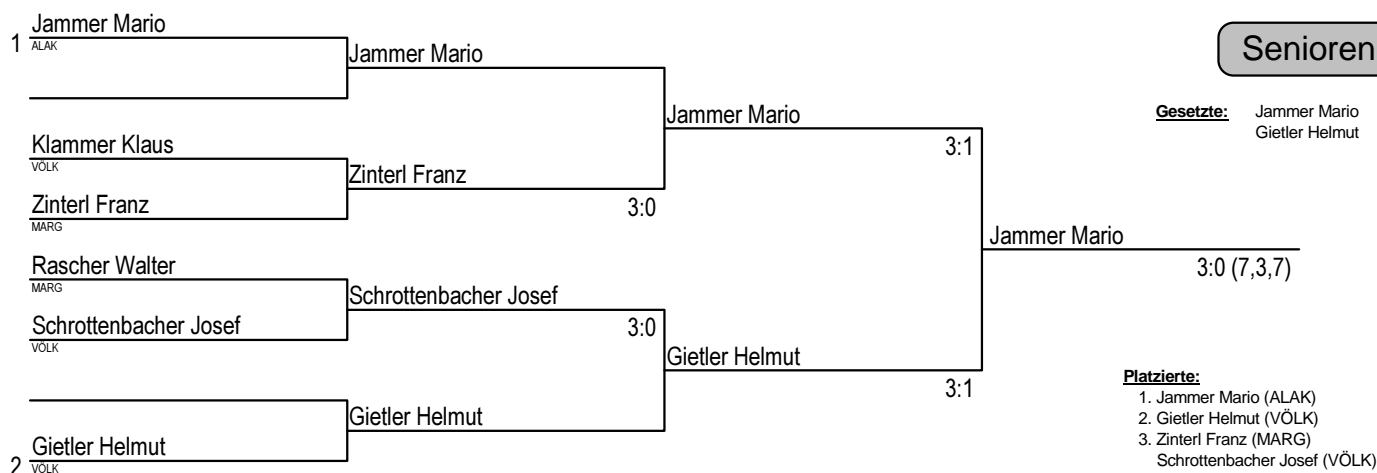 Jammer Mario
1 ALAK
Jammer Mario
Senioren
Jammer Mario
Gesetzte: Jammer Mario
Gietler Helmut
Klammer Klaus
VÖLK
3:1
Zinterl Franz
Zinterl Franz
MARG
3:0
Jammer Mario
3:0 (7,3,7)
Rascher Walter
MARG
Schrottenbacher Josef
Schrottenbacher Josef
VÖLK
3:0
Gietler Helmut
3:1
Platzierte:
1. Jammer Mario (ALAK)
2. Gietler Helmut (VÖLK)
3. Zinterl Franz (MARG)
Schrottenbacher Josef (VÖLK)
Gietler Helmut
Gietler Helmut
2 VÖLK